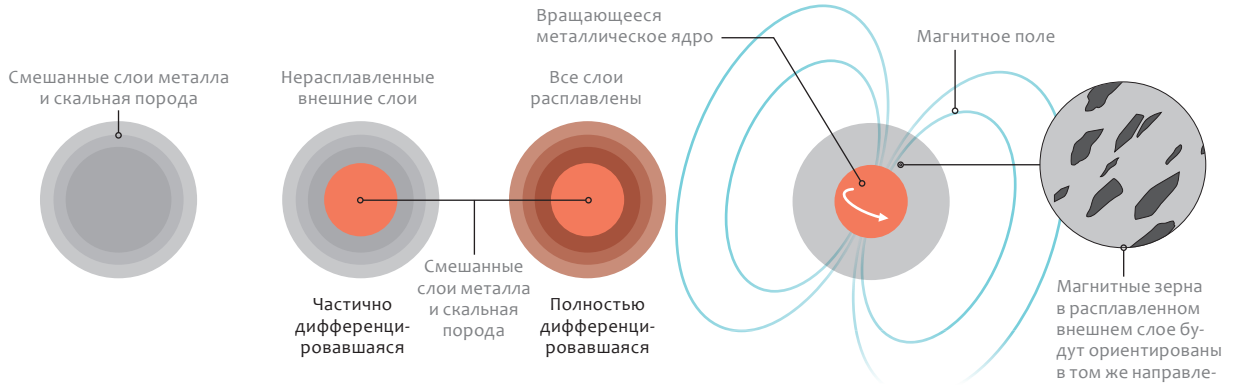 Смешанные слои металла
и скальная порода
Нерасплавленные
внешние слои
Все слои
расплавлены
Вращающееся
металлическое ядро
Магнитное поле
Смешанные
слои металла
и скальная
порода
Частично
дифференци-
ровавшаяся
Полностью
дифференци-
ровавшаяся
Магнитные зерна
в расплавленном
внешнем слое бу-
дут ориентированы
в том же направле-